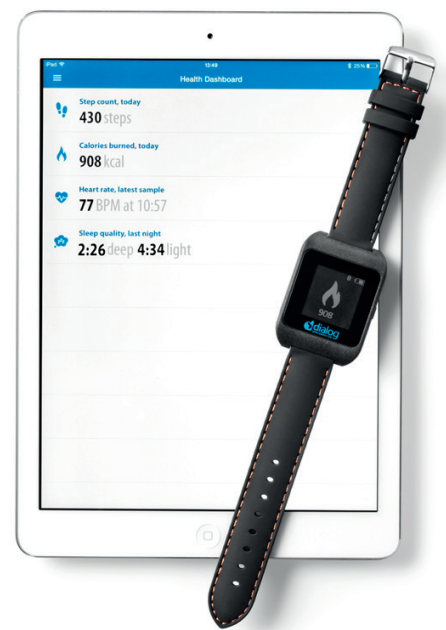 iPad 10:49 25%
Health Dashboard
Step count, today
430 steps
Calories burned, today
908 kcal
Heart rate, latest sample
77 BPM at 10:57
Sleep quality, last night
2:26 deep 4:34 light
908
dialog